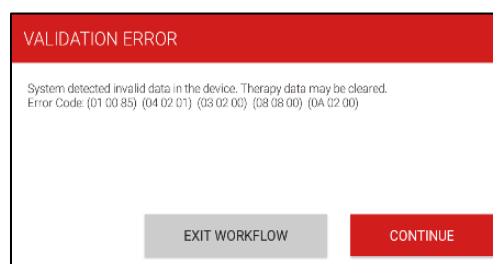 VALIDATION ERROR
System detected invalid data in the device. Therapy data may be cleared.
Error Code: (01 00 85) (04 02 01) (03 02 00) (08 08 00) (0A 02 00)
EXIT WORKFLOW
CONTINUE